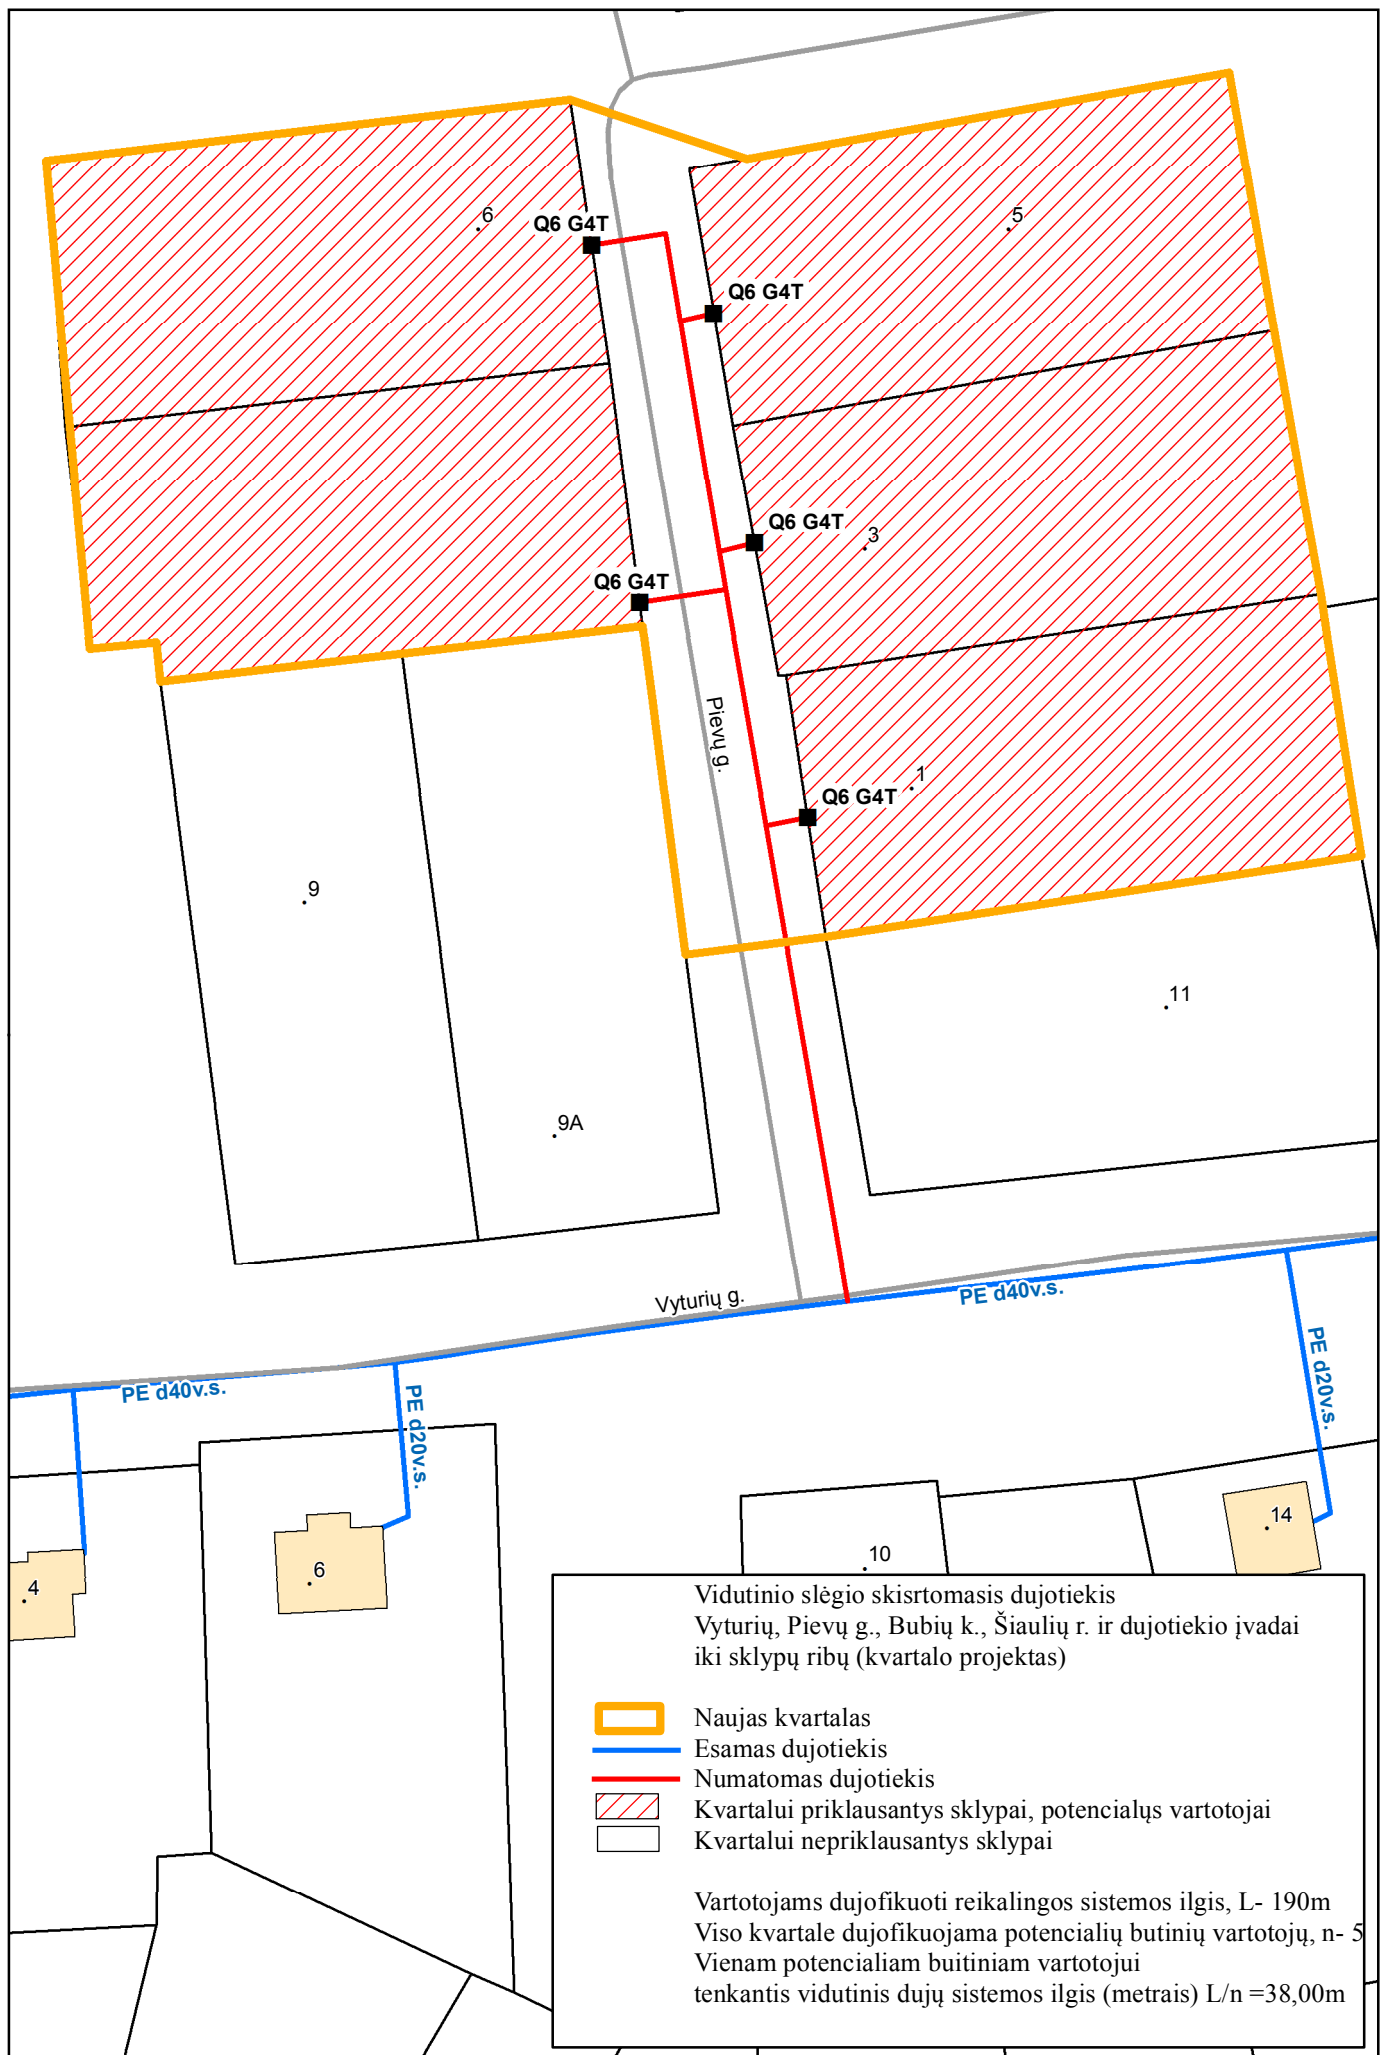 6
5
Q6 G4T
Q6 G4T
Q6 G4T
3
Q6 G4T
Pievų g.
1
Q6 G4T
9
11
9A
Vyturių g.
PE d40v.s.
PE d40v.s.
PE d20v.s.
PE d20v.s.
14
10
6
4
Vidutinio slėgio skisrtomasis dujotiekis
Vyturių, Pievų g., Bubių k., Šiaulių r. ir dujotiekio įvadai
iki sklypų ribų (kvartalo projektas)
Naujas kvartalas
Esamas dujotiekis
Numatomas dujotiekis
Kvartalui priklausantys sklypai, potencialųs vartotojai
Kvartalui nepriklausantys sklypai
Vartotojams dujofikuoti reikalingos sistemos ilgis, L- 190m
Viso kvartale dujofikuojama potencialių butinių vartotojų, n- 5
Vienam potencialiam buitiniam vartotojui
tenkantis vidutinis dujų sistemos ilgis (metrais) L/n =38,00m